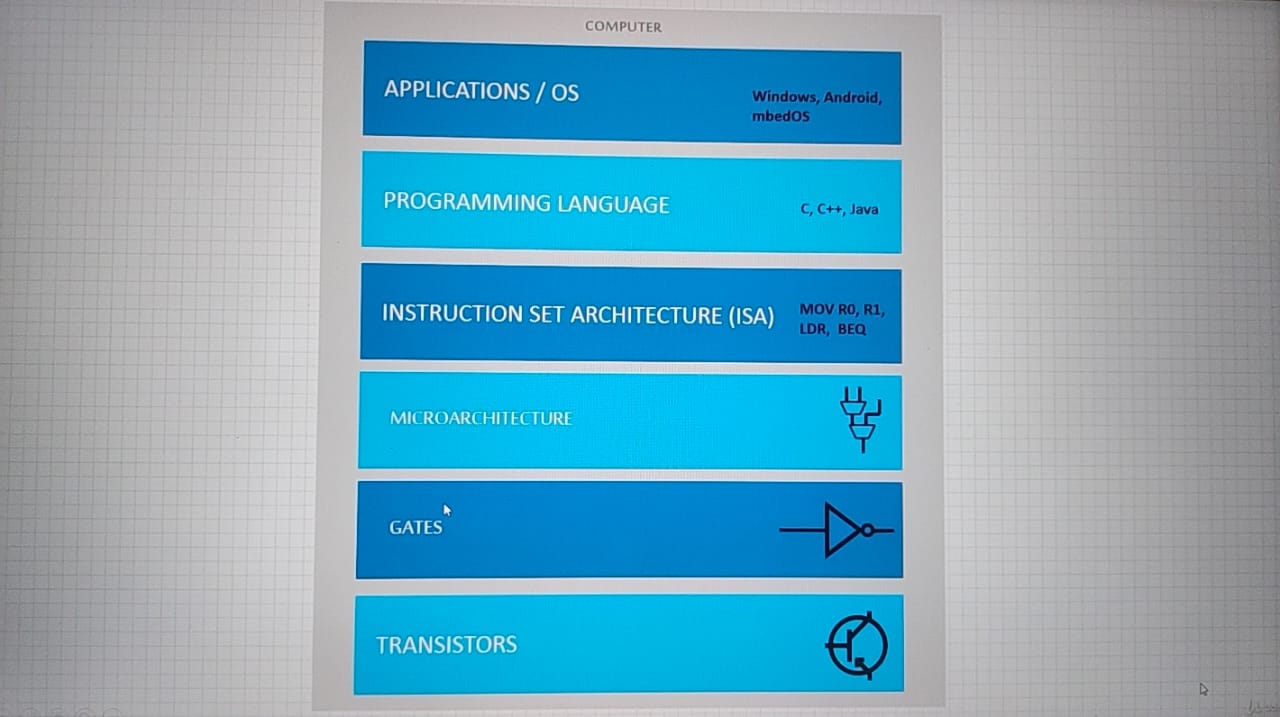 COMPUTER
APPLICATIONS / OS
Windows, Android,
mbedOS
PROGRAMMING LANGUAGE
C, C++, Java
INSTRUCTION SET ARCHITECTURE (ISA)
MOV R0, R1,
LDR, BEQ
MICROARCHITECTURE
GATES
TRANSISTORS